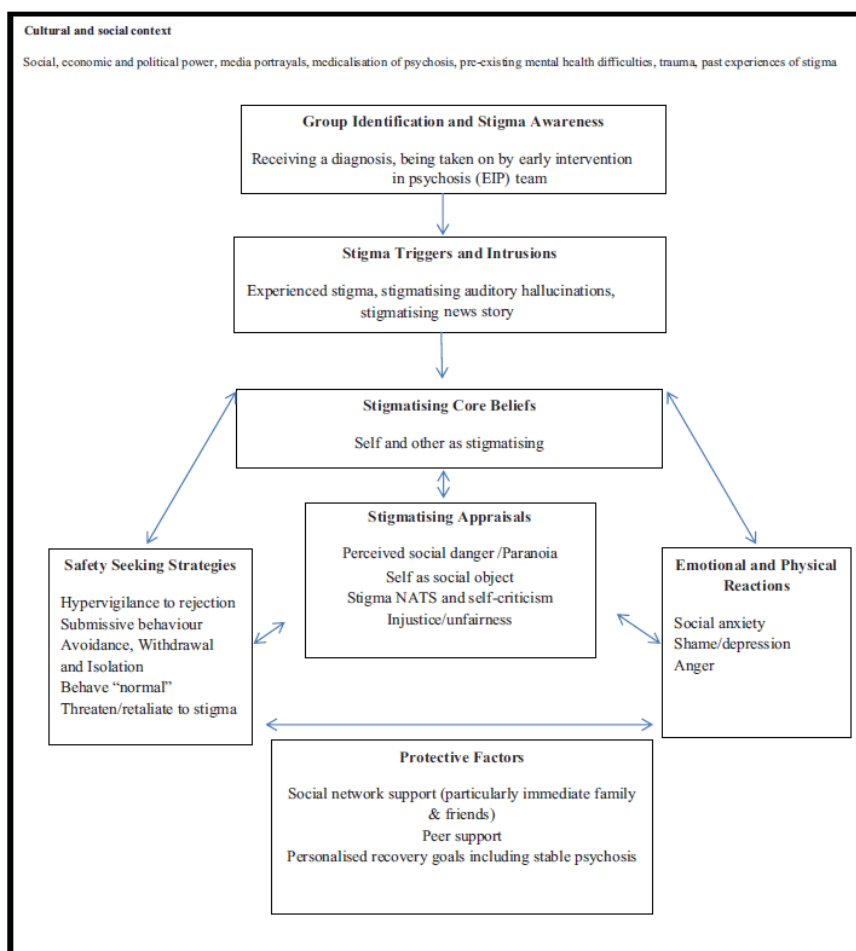 Cultural and social context
Social, economic and political power, media portrayals, medicalisation of psychosis, pre-existing mental health difficulties, trauma, past experiences of stigma
Group Identification and Stigma Awareness
Receiving a diagnosis, being taken on by early intervention
in psychosis (EIP) team
Stigma Triggers and Intrusions
Experienced stigma, stigmatising auditory hallucinations,
stigmatising news story
Stigmatising Core Beliefs
Self and other as stigmatising
Stigmatising Appraisals
Perceived social danger /Paranoia
Self as social object
Stigma NATS and self-criticism
Injustice/unfairness
Safety Seeking Strategies
Hypervigilance to rejection
Submissive behaviour
Avoidance, Withdrawal
and Isolation
Behave “normal”
Threaten/retaliate to stigma
Emotional and Physical
Reactions
Social anxiety
Shame/depression
Anger
Protective Factors
Social network support (particularly immediate family
& friends)
Peer support
Personalised recovery goals including stable psychosis